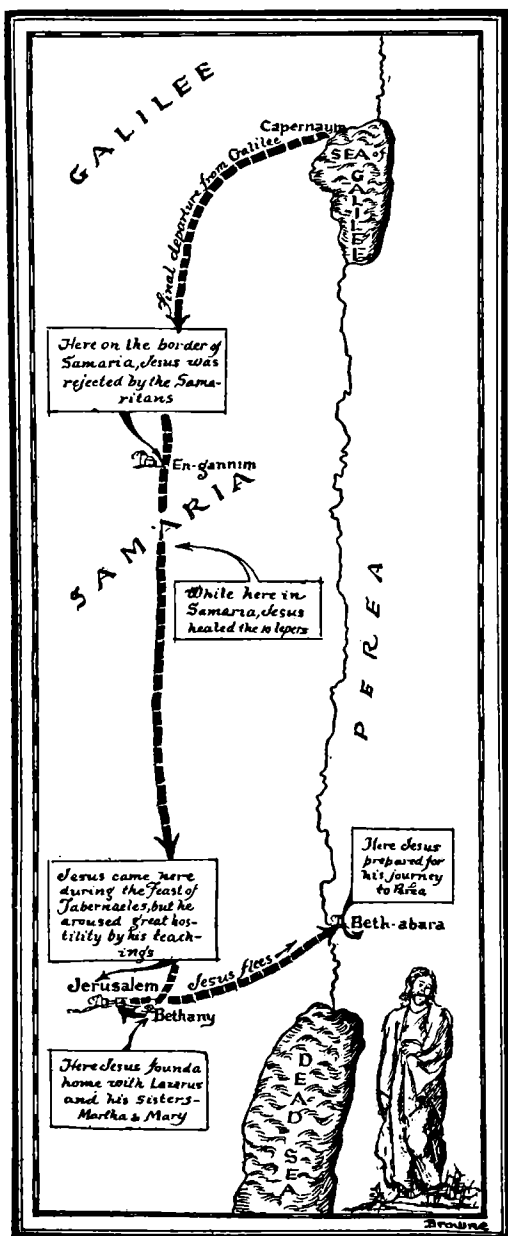 GALILEE
Capernaum
SEA of
GALILEE
Final departure from Galilee
Here on the border of
Samaria, Jesus was
rejected by the Sama-
ritans
En-gannim
SAMARIA
While here in
Samaria, Jesus
healed the 10 lepers
PEREA
Here Jesus
prepared for
his journey
to Perea
Jesus came here
during the Feast of
Tabernacles, but he
aroused great hos-
tility by his teach-
ing's
Beth-abara
Jesus flees
Jerusalem
Bethany
Here Jesus found a
home with Lazerus
and his sisters-
Martha & Mary
DEAD SEA
Browne